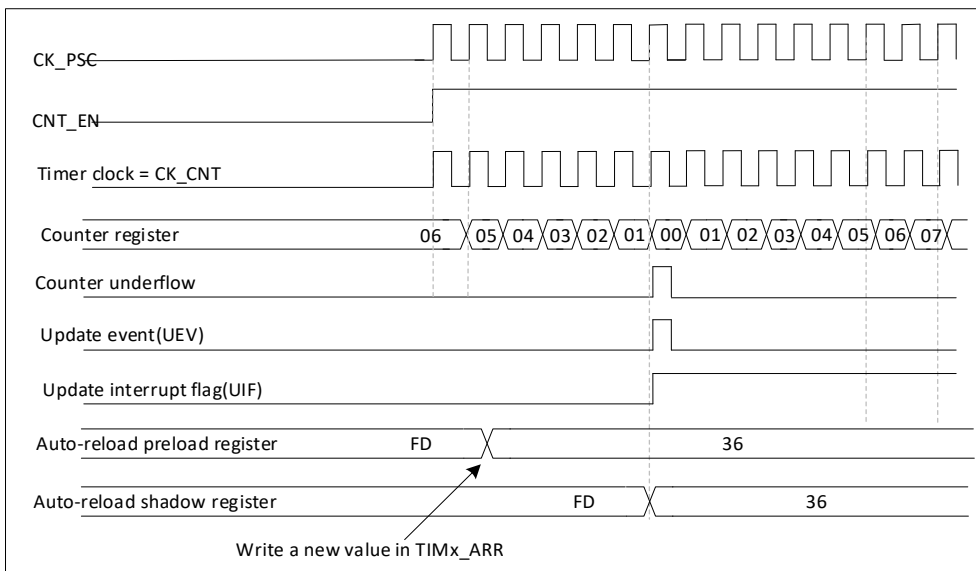 CK_PSC
CNT_EN
Timer clock = CK_CNT
Counter register 06 05 04 03 02 01 00 01 02 03 04 05 06 07
Counter underflow
Update event(UEV)
Update interrupt flag(UIF)
Auto-reload preload register FD 36
Auto-reload shadow register FD 36
Write a new value in TIMx_ARR